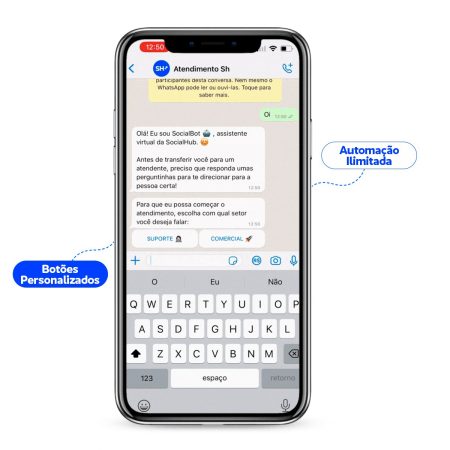 12:50
SH
Atendimento Sh
participantes desta conversa. Nem mesmo o
WhatsApp pode ler ou ouvi-las. Toque para
saber mais.
Oi 12:50
Olá! Eu sou SocialBot 🤖 , assistente
virtual da SocialHub. 🧡
Antes de transferir você para um
atendente, preciso que responda umas
perguntinhas para te direcionar para a
pessoa certa!
12:50
Para que eu possa começar o
atendimento, escolha com qual setor
você deseja falar:
12:50
SUPORTE
COMERCIAL 🚀
Automação
Ilimitada
Botões
Personalizados
O Eu Não
Q W E R T Y U I O P
A S D F G H J K L
Z X C V B N M
123 espaço retorno